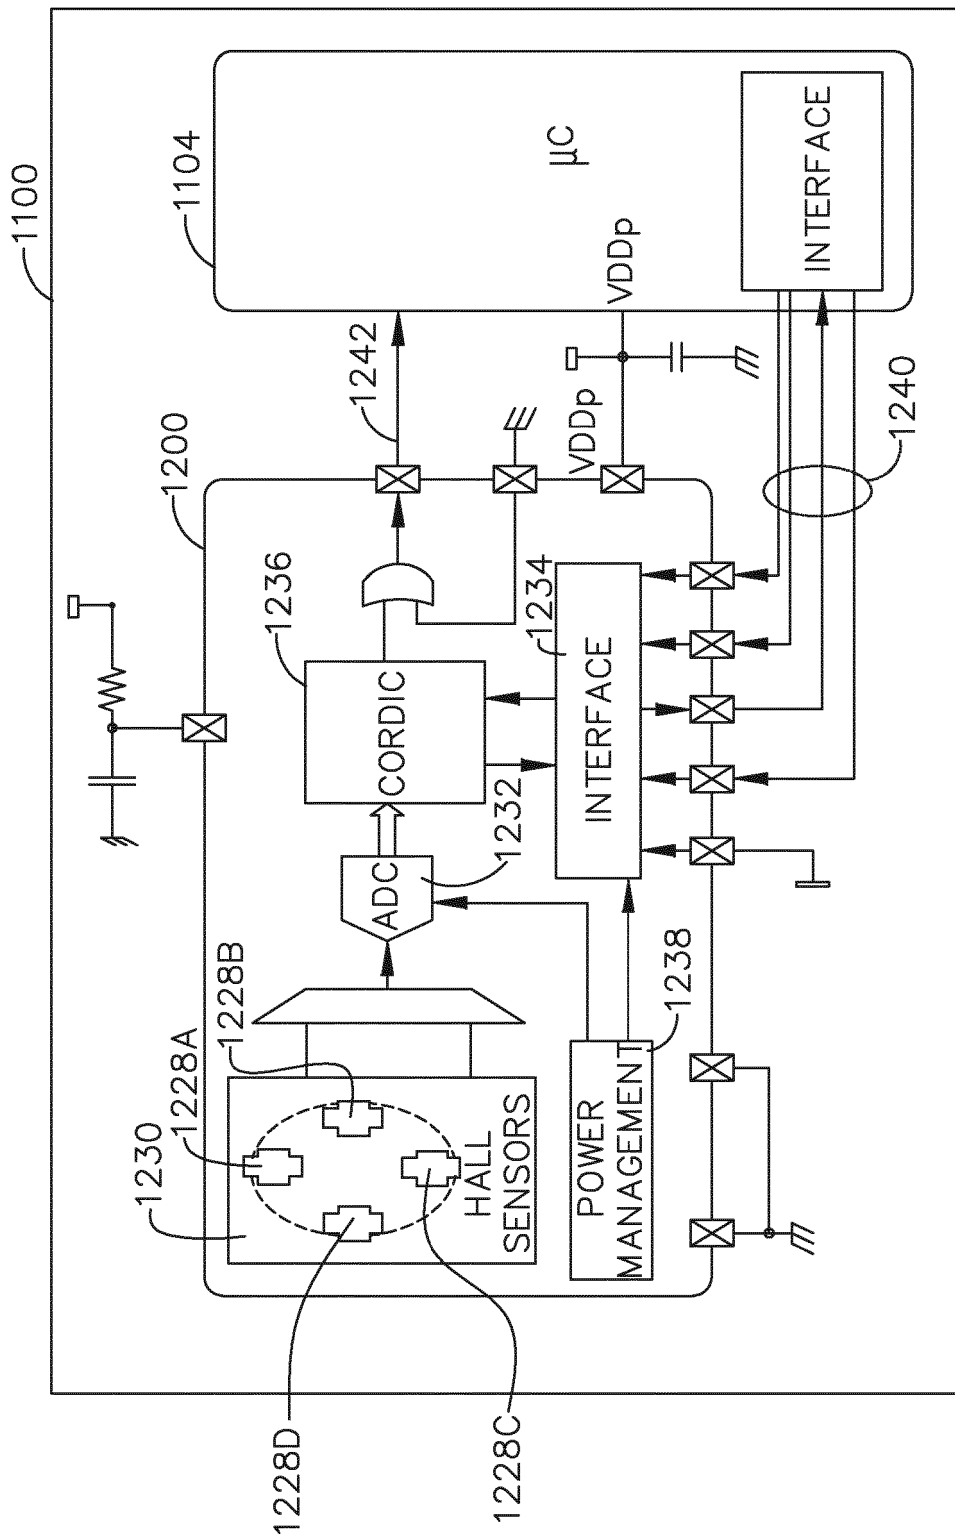 1100
1104
μC
INTERFACE
VDDp
1242
1200
VDDp
1240
1236
1234
CORDIC
INTERFACE
1232
ADC
1238
1228B
1228A
1230
HALL
SENSORS
POWER
MANAGEMENT
1228D
1228C